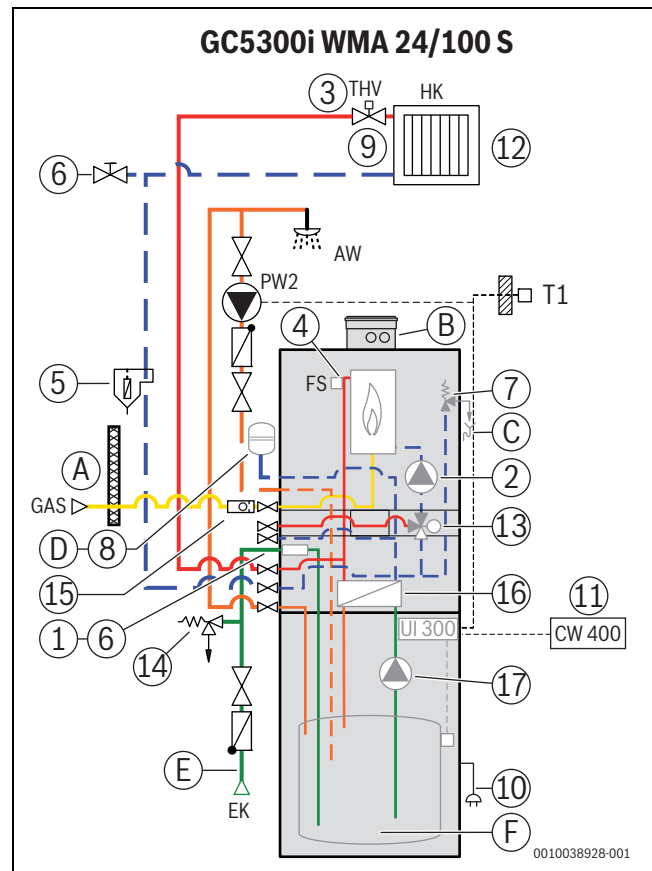 GC5300i WMA 24/100 S
3 THV HK
9 12
6
AW
PW2
T1
4 B
5 FS 7
C
A 2
GAS
D 8 13
15
16 11
1 6 UI 300 CW 400
14 17
E
10
EK F
0010038928-001